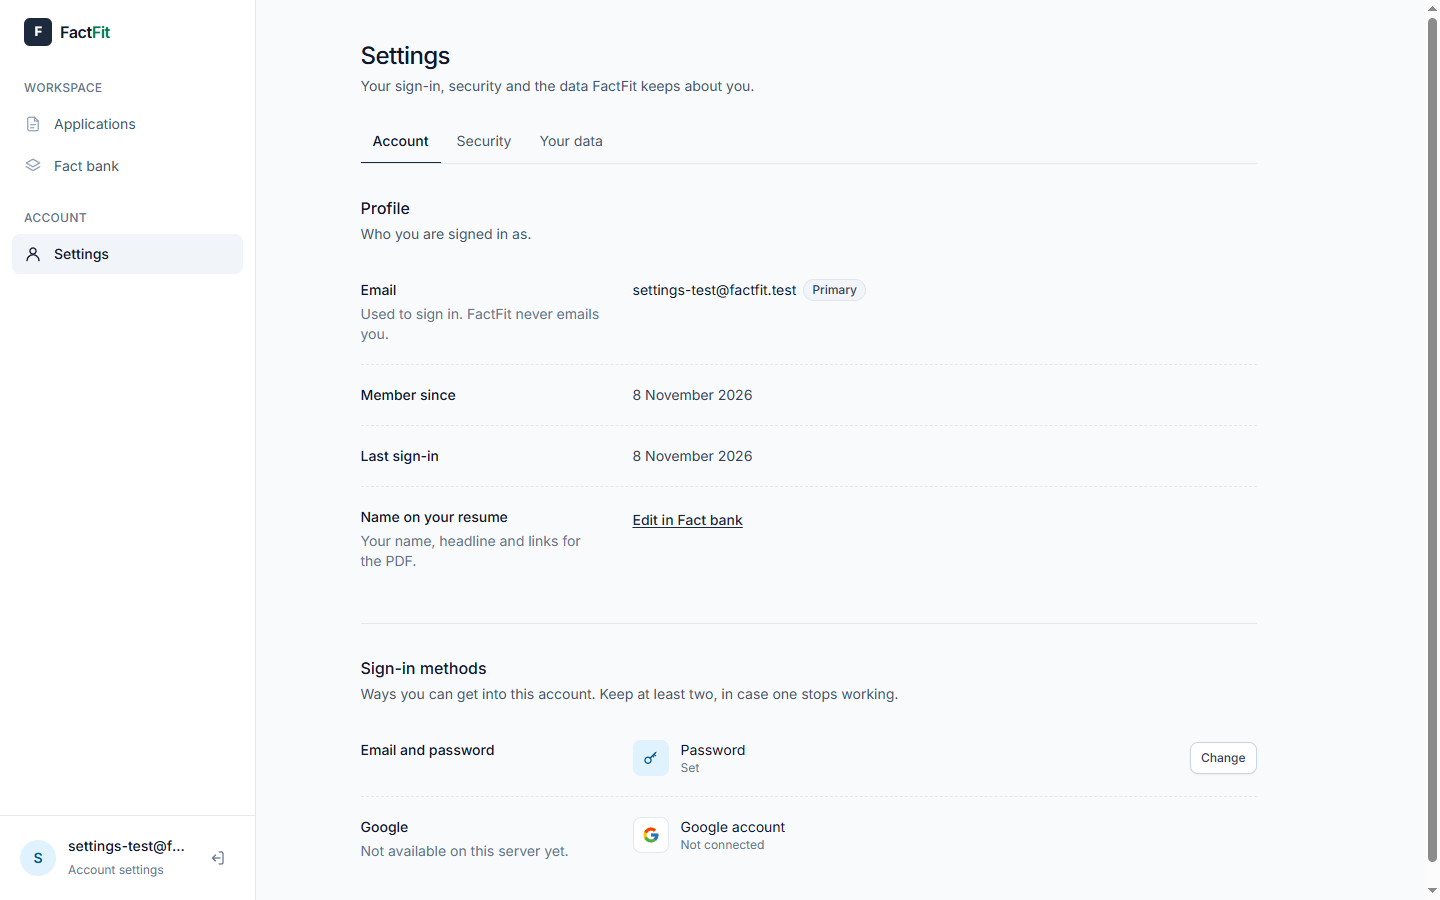 F FactFit
WORKSPACE
Applications
Fact bank
ACCOUNT
Settings
settings-test@f...
S
Account settings
Settings
Your sign-in, security and the data FactFit keeps about you.
Account Security Your data
Profile
Who you are signed in as.
Email
settings-test@factfit.test Primary
Used to sign in. FactFit never emails
you.
Member since
8 November 2026
Last sign-in
8 November 2026
Name on your resume
Edit in Fact bank
Your name, headline and links for
the PDF.
Sign-in methods
Ways you can get into this account. Keep at least two, in case one stops working.
Email and password
Password
Set
Change
Google
Not available on this server yet.
Google account
Not connected